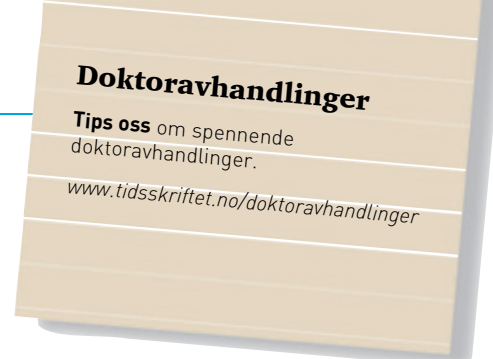 Doktoravhandlinger
Tips oss om spennende
doktoravhandlinger.
www.tidsskriftet.no/doktoravhandlinger